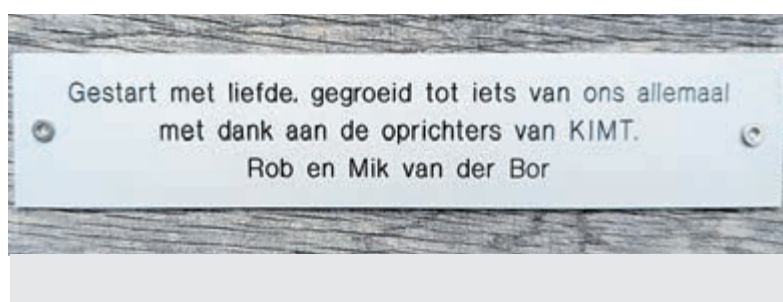 Gestart met liefde. gegroeid tot iets van ons allemaal
met dank aan de oprichters van KIMT.
Rob en Mik van der Bor